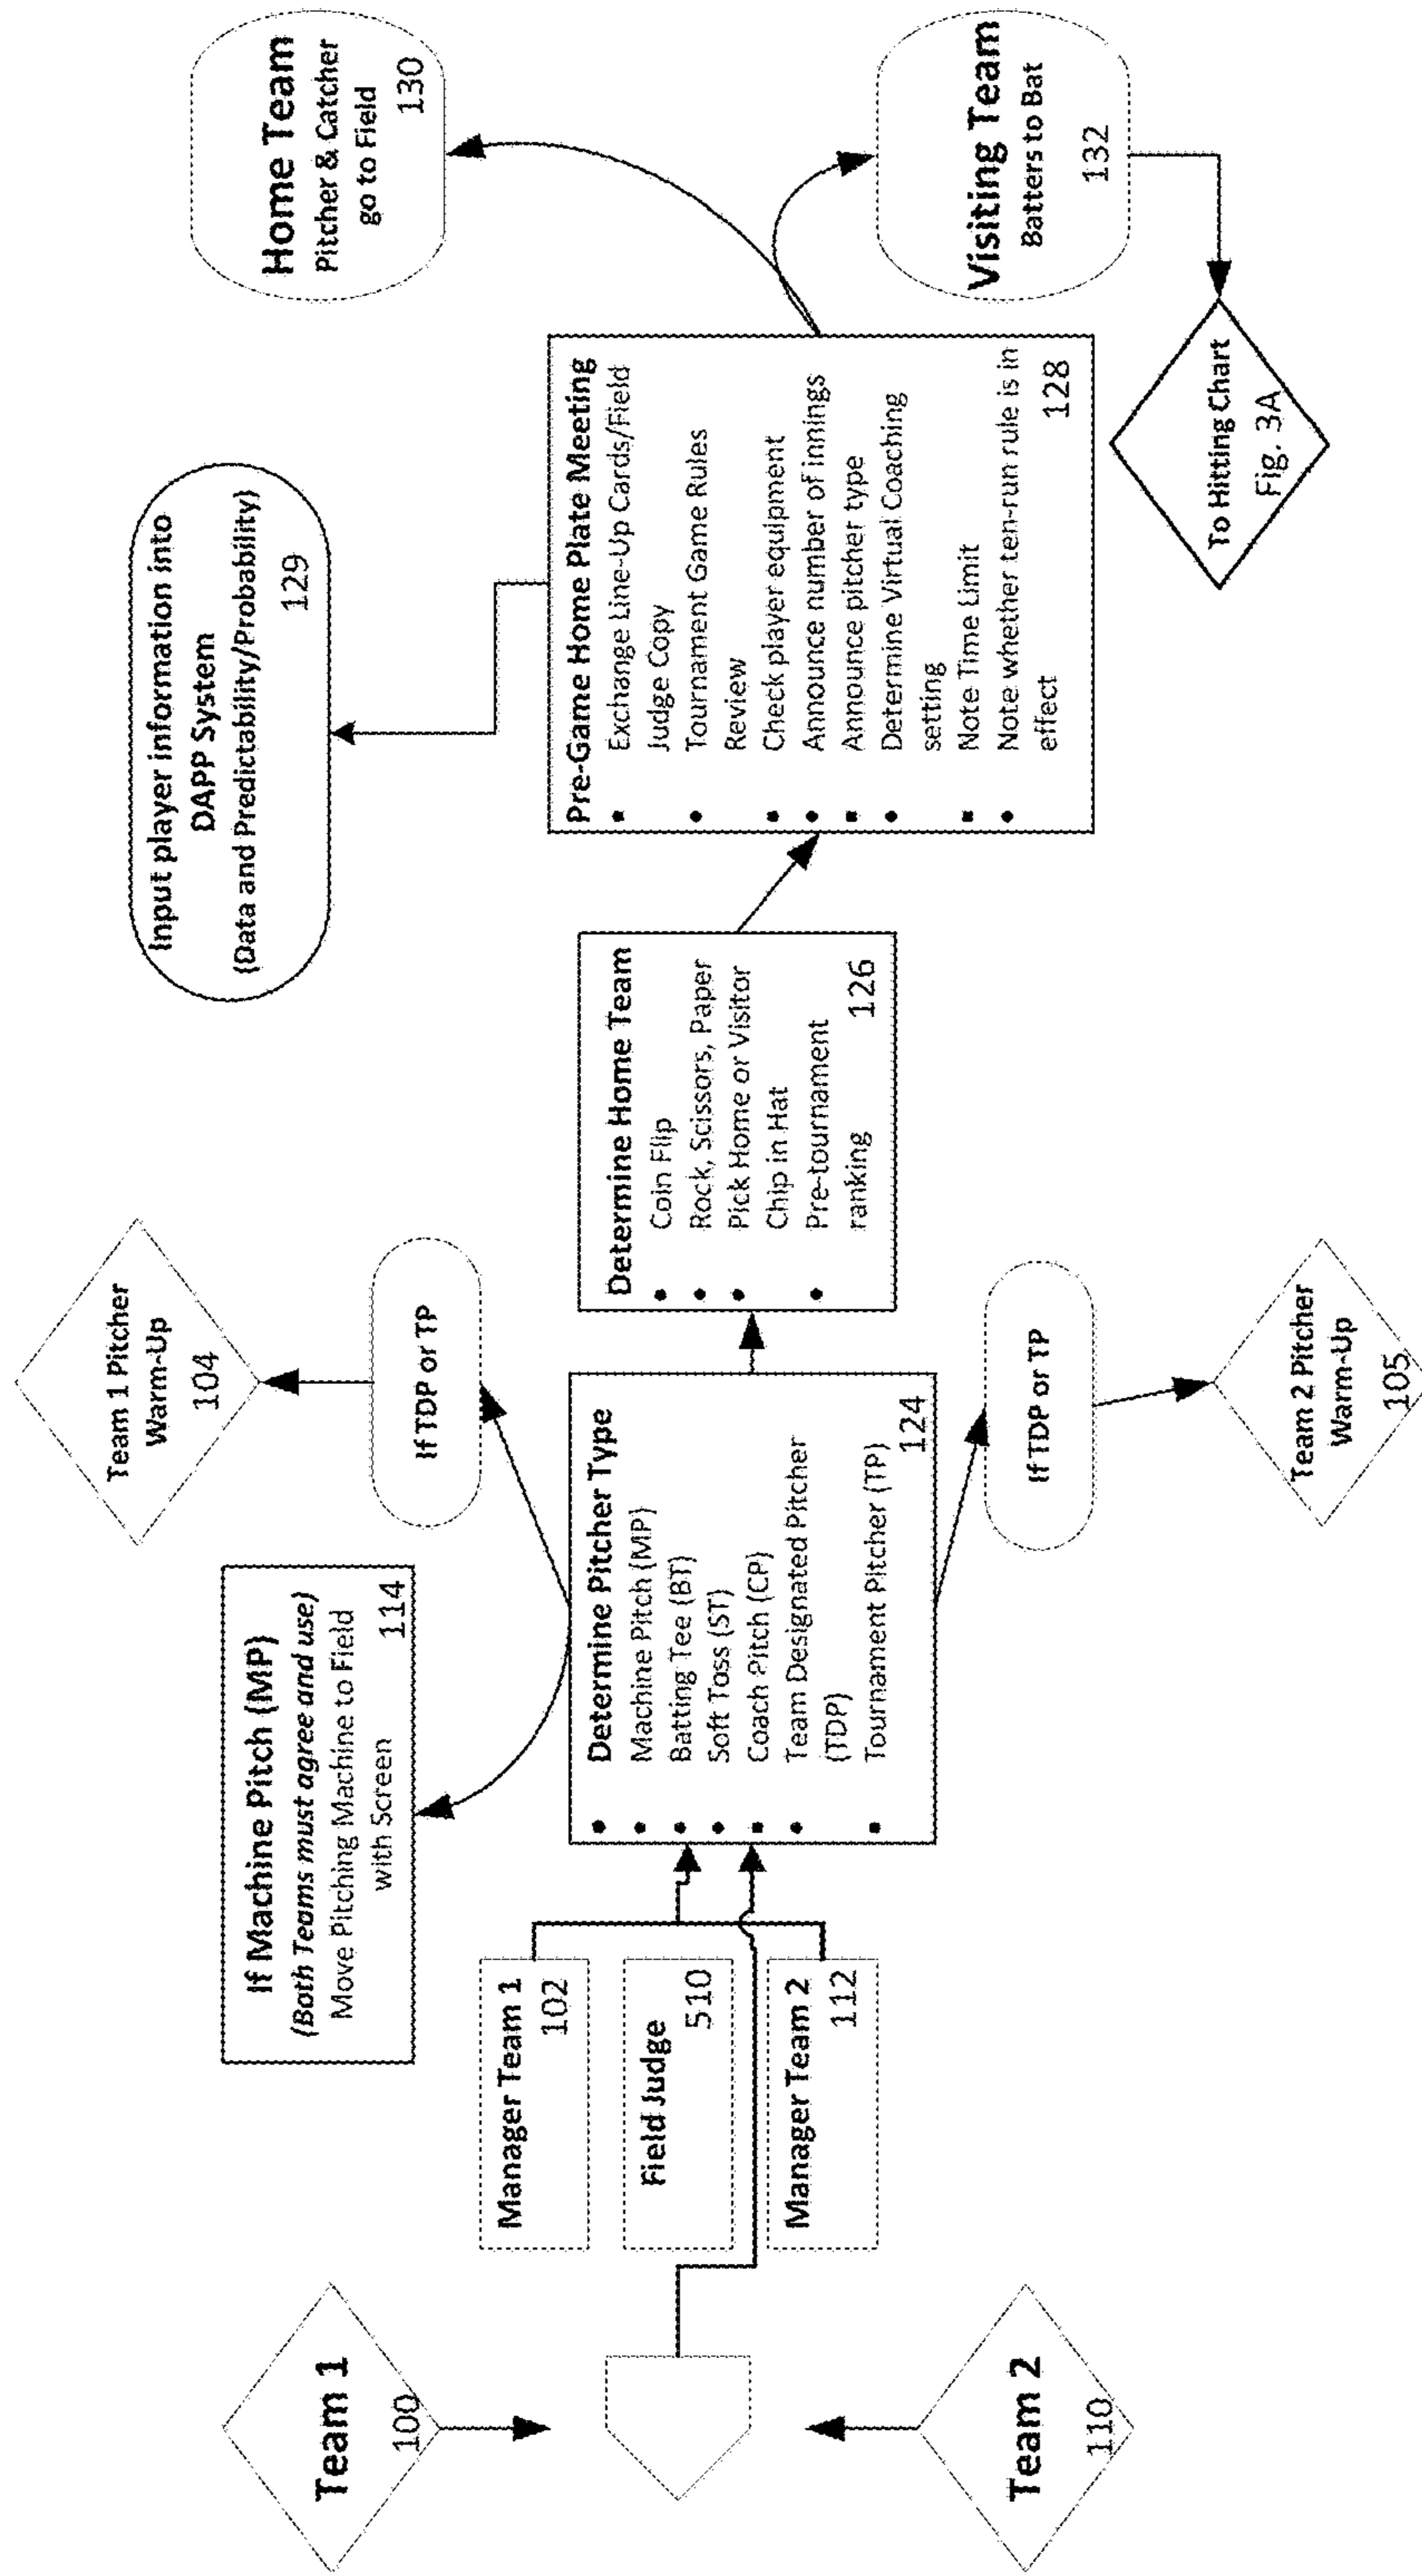 Team 1
100
Team 2
110
Manager Team 1
102
Field Judge
510
Manager Team 2
112
If Machine Pitch (MP)
(Both Teams must agree and use)
Move Pitching Machine to Field
with Screen
114
Determine Pitcher Type
Machine Pitch (MP)
Batting Tee (BT)
Soft Toss (ST)
Coach Pitch (CP)
Team Designated Pitcher
(TDP)
Tournament Pitcher (TP)
124
If TDP or TP
Team 1 Pitcher
Warm-Up
104
If TDP or TP
Team 2 Pitcher
Warm-Up
105
Determine Home Team
• Coin Flip
• Rock, Scissors, Paper
• Pick Home or Visitor
Chip in Hat
• Pre-tournament
ranking
126
Input player information into
DAPP System
(Data and Predictability/Probability)
129
Pre-Game Home Plate Meeting
• Exchange Line-Up Cards/Field
Judge Copy
• Tournament Game Rules
Review
• Check player equipment
• Announce number of innings
• Announce pitcher type
• Determine Virtual Coaching
setting
• Note Time Limit
• Note whether ten-run rule is in
effect
128
Home Team
Pitcher & Catcher
go to Field
130
Visiting Team
Batters to Bat
132
To Hitting Chart
Fig. 3A